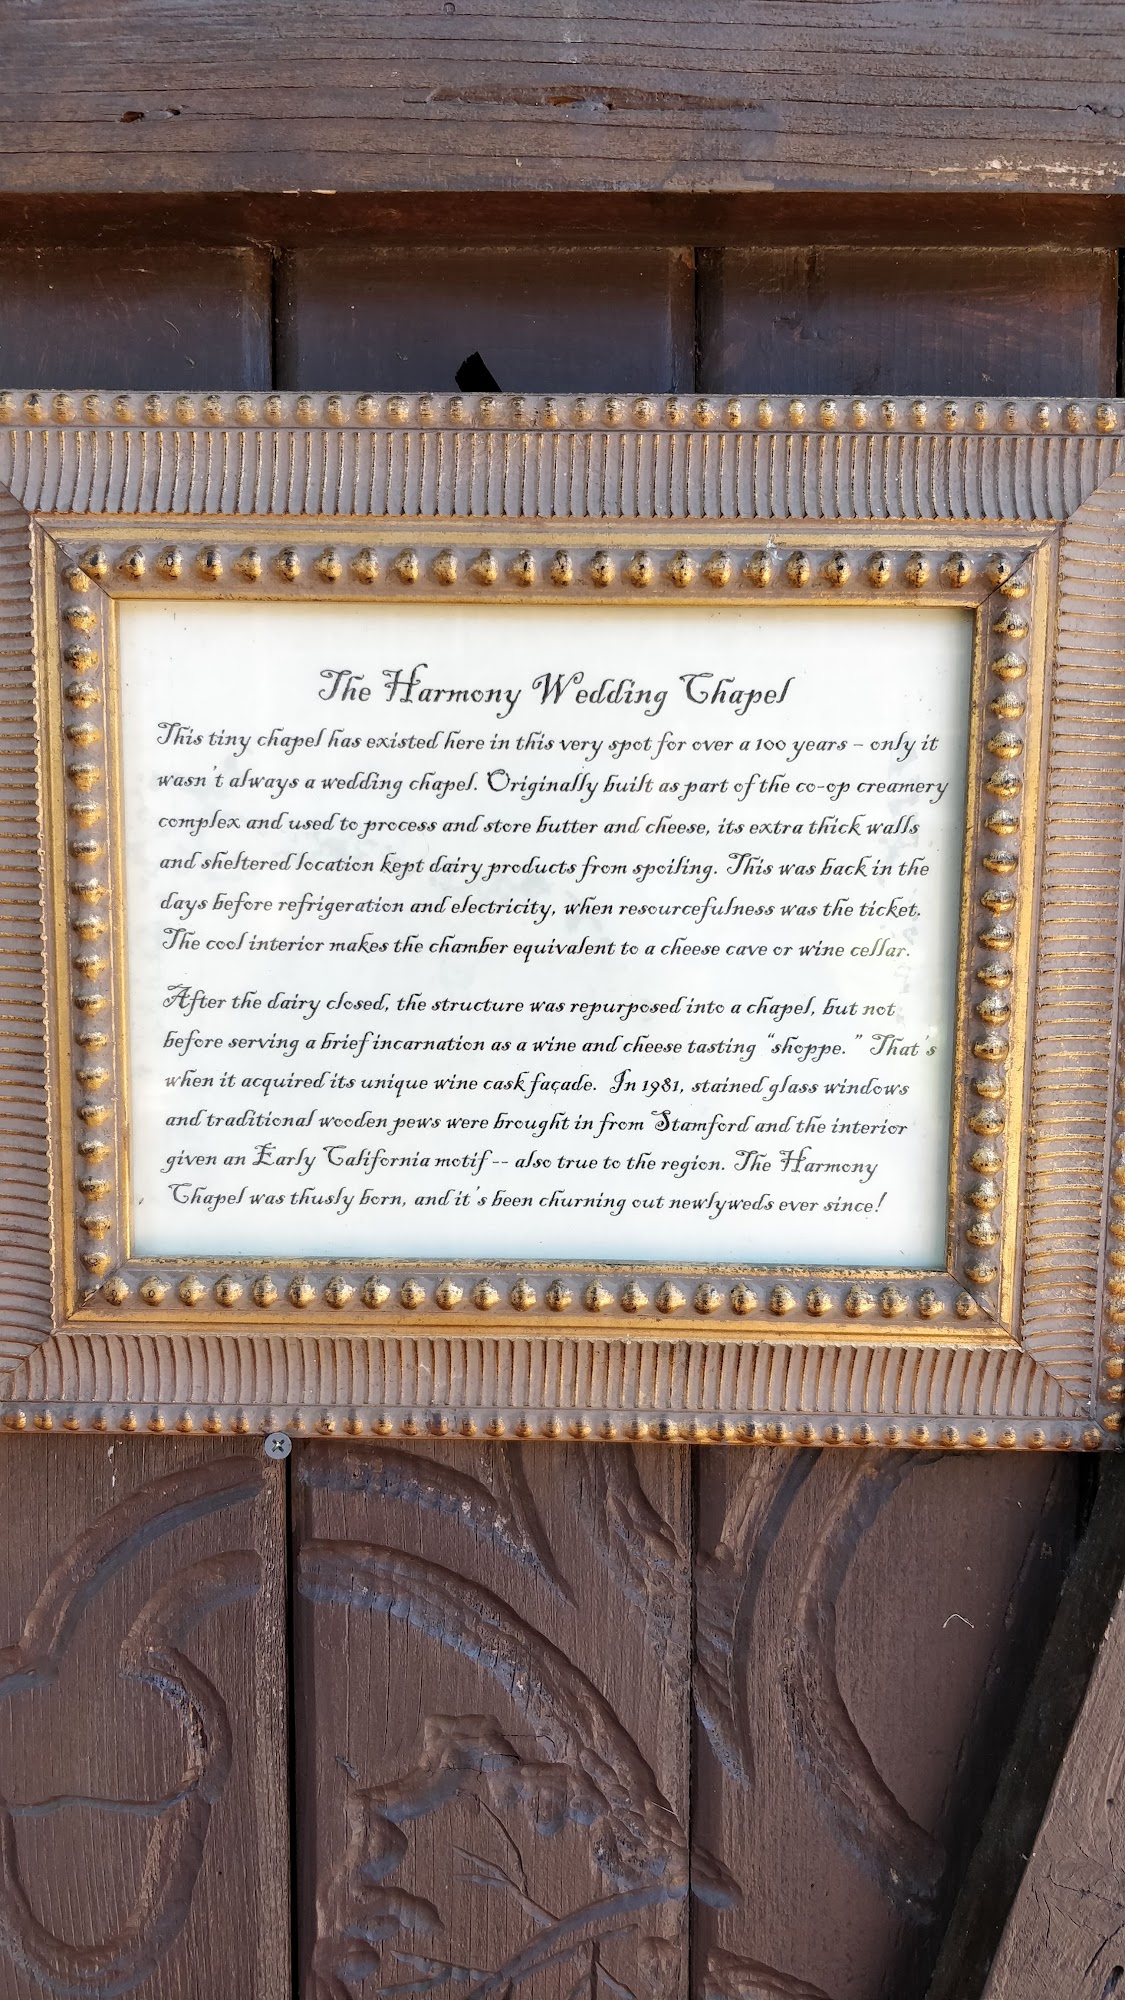 The Harmony Wedding Chapel
This tiny chapel has existed here in this very spot for over a 100 years – only it
wasn't always a wedding chapel. Originally built as part of the co-op creamery
complex and used to process and store butter and cheese, its extra thick walls
and sheltered location kept dairy products from spoiling. This was back in the
days before refrigeration and electricity, when resourcefulness was the ticket.
The cool interior makes the chamber equivalent to a cheese cave or wine cellar.
After the dairy closed, the structure was repurposed into a chapel, but not
before serving a brief incarnation as a wine and cheese tasting "shoppe." That's
when it acquired its unique wine cask façade. In 1981, stained glass windows
and traditional wooden pews were brought in from Stamford and the interior
given an Early California motif -- also true to the region. The Harmony
Chapel was thusly born, and it's been churning out newlyweds ever since!